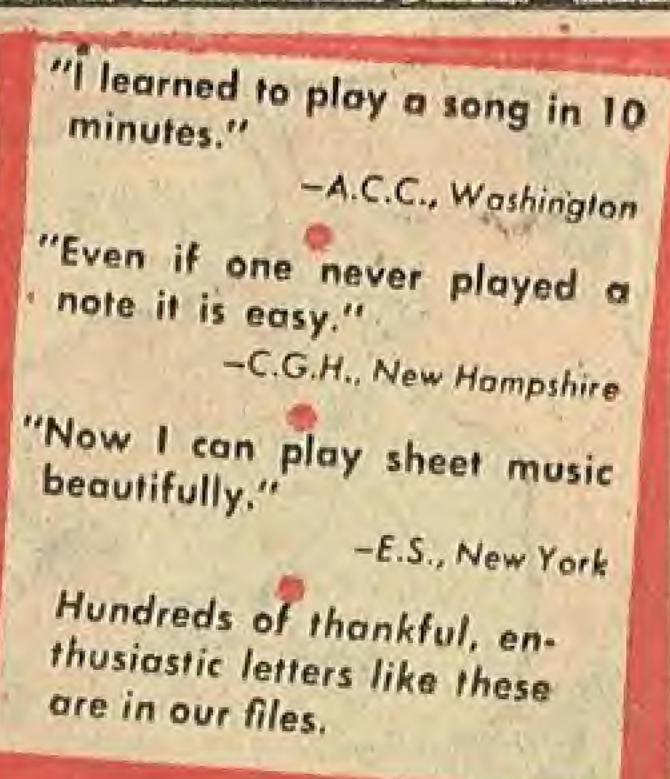 "I learned to play a song in 10
minutes."
–A.C.C., Washington
"Even if one never played a
note it is easy."
–C.G.H., New Hampshire
"Now I can play sheet music
beautifully."
–E.S., New York
Hundreds of thankful, en-
thusiastic letters like these
are in our files.